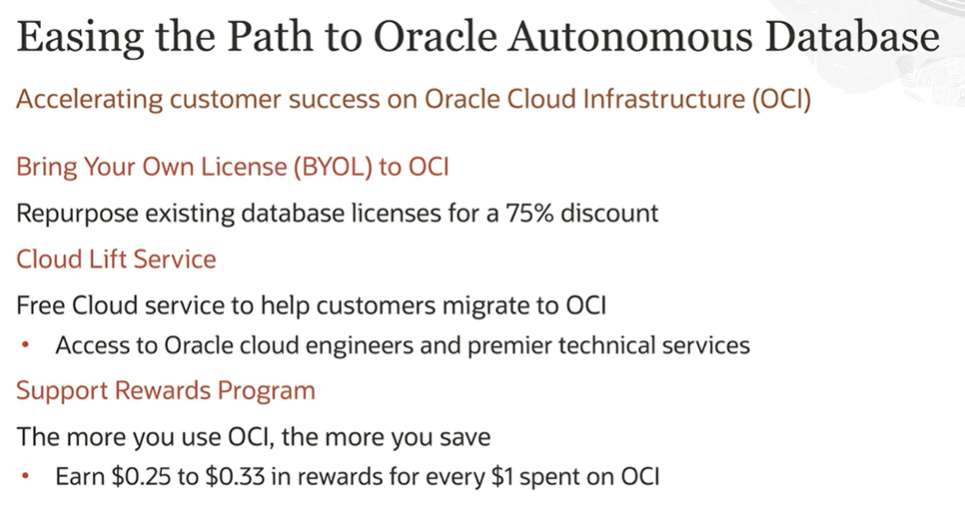 Easing the Path to Oracle Autonomous Database
Accelerating customer success on Oracle Cloud Infrastructure (OCI)
Bring Your Own License (BYOL) to OCI
Repurpose existing database licenses for a 75% discount
Cloud Lift Service
Free Cloud service to help customers migrate to OCI
• Access to Oracle cloud engineers and premier technical services
Support Rewards Program
The more you use OCI, the more you save
• Earn $0.25 to $0.33 in rewards for every $1 spent on OCI